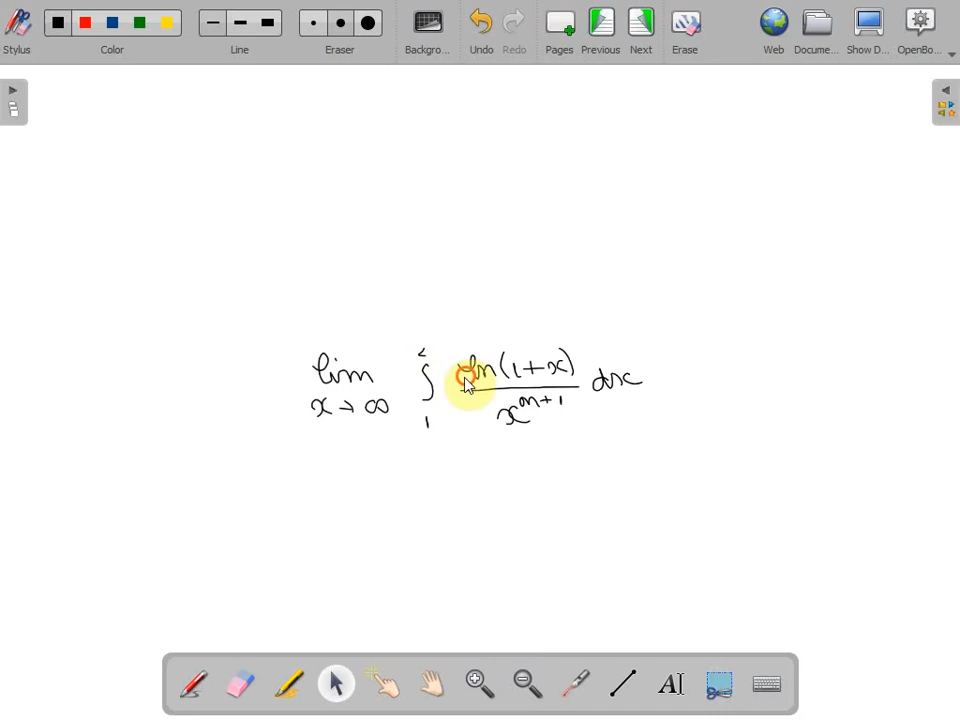 Stylus
Color
Line
Eraser
Backgro...
Undo
Redo
Pages
Previous
Next
Erase
Web
Docume...
Show D...
OpenBo...
lim x→∞ ∫ 1 ln(1+x) / x^{n+1} dx
A